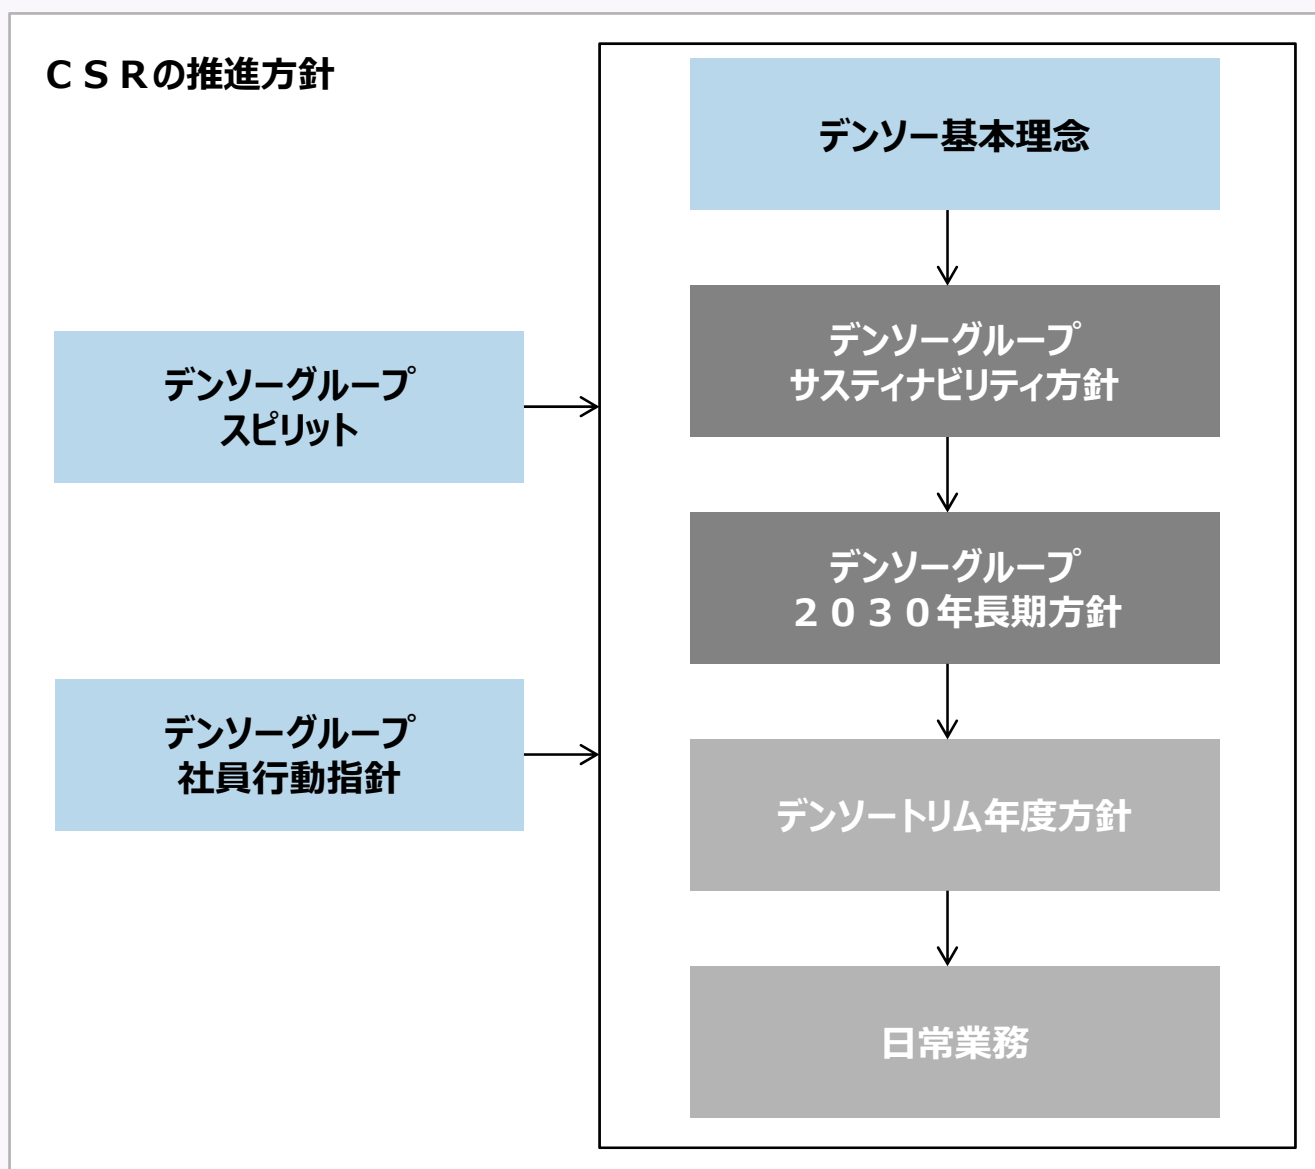 ＣＳＲの推進方針
デンソー基本理念
デンソーグループ
サスティナビリティ方針
デンソーグループ
スピリット
デンソーグループ
２０３０年長期方針
デンソーグループ
社員行動指針
デンソートリム年度方針
日常業務